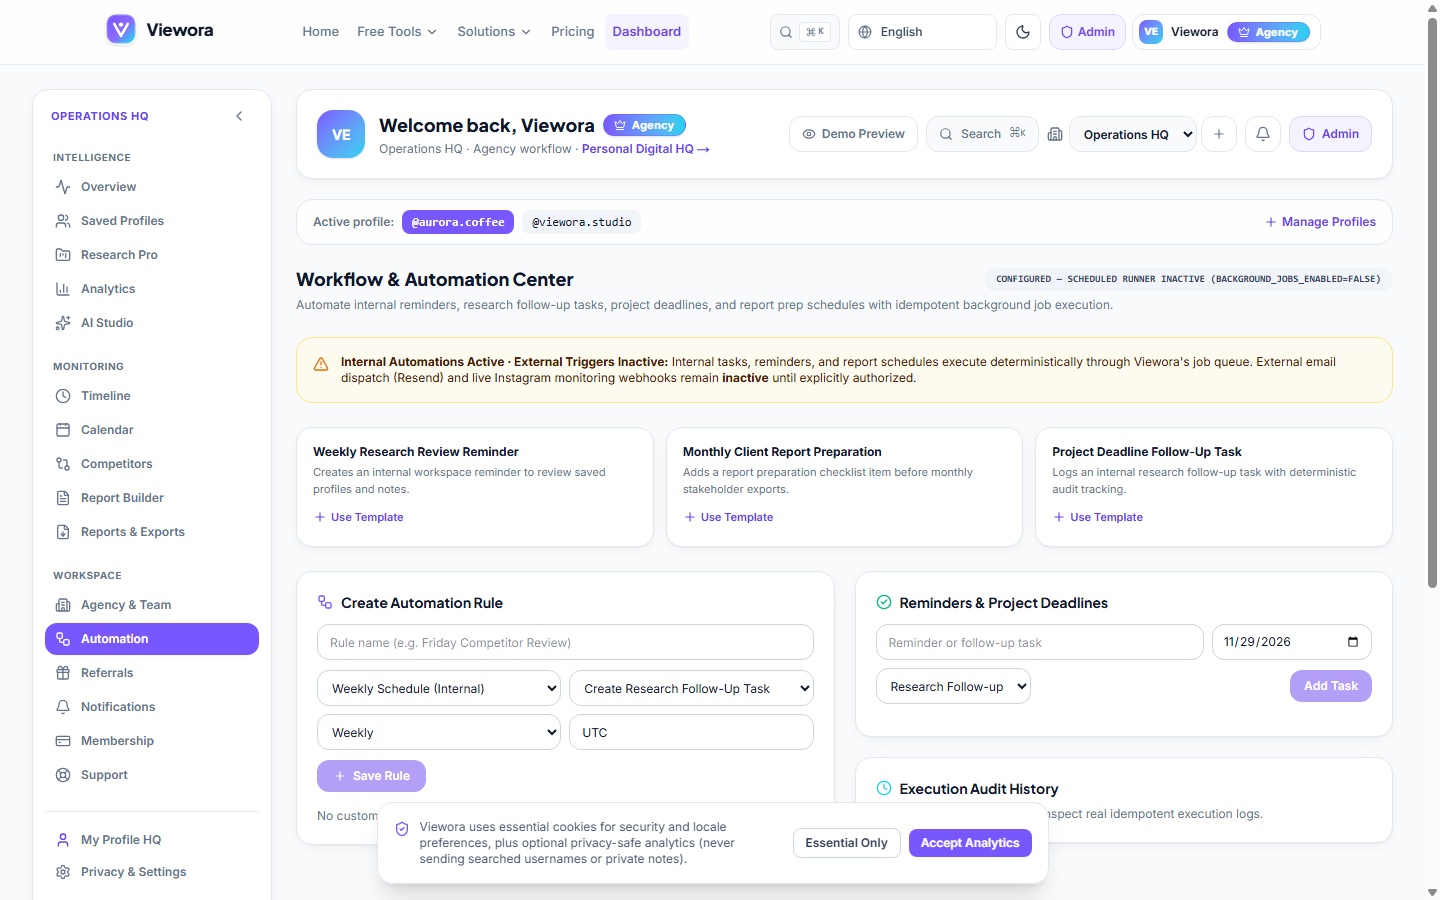 Viewora
Home
Free Tools
Solutions
Pricing
Dashboard
⌘ K
English
Admin
VE
Viewora
Agency
OPERATIONS HQ
INTELLIGENCE
Overview
Saved Profiles
Research Pro
Analytics
AI Studio
MONITORING
Timeline
Calendar
Competitors
Report Builder
Reports & Exports
WORKSPACE
Agency & Team
Automation
Referrals
Notifications
Membership
Support
My Profile HQ
Privacy & Settings
VE
Welcome back, Viewora
Agency
Operations HQ · Agency workflow · Personal Digital HQ →
Demo Preview
Search ⌘K
Operations HQ
Admin
Active profile:
@aurora.coffee
@viewora.studio
Manage Profiles
Workflow & Automation Center
CONFIGURED — SCHEDULED RUNNER INACTIVE (BACKGROUND_JOBS_ENABLED=FALSE)
Automate internal reminders, research follow-up tasks, project deadlines, and report prep schedules with idempotent background job execution.
Internal Automations Active · External Triggers Inactive: Internal tasks, reminders, and report schedules execute deterministically through Viewora's job queue. External email
dispatch (Resend) and live Instagram monitoring webhooks remain inactive until explicitly authorized.
Weekly Research Review Reminder
Creates an internal workspace reminder to review saved
profiles and notes.
Use Template
Monthly Client Report Preparation
Adds a report preparation checklist item before monthly
stakeholder exports.
Use Template
Project Deadline Follow-Up Task
Logs an internal research follow-up task with deterministic
audit tracking.
Use Template
Create Automation Rule
Rule name (e.g. Friday Competitor Review)
Weekly Schedule (Internal)
Create Research Follow-Up Task
Weekly
UTC
Save Rule
No custom
Reminders & Project Deadlines
Reminder or follow-up task
11/29/2026
Research Follow-up
Add Task
Execution Audit History
nspect real idempotent execution logs.
Viewora uses essential cookies for security and locale
preferences, plus optional privacy-safe analytics (never
sending searched usernames or private notes).
Essential Only
Accept Analytics